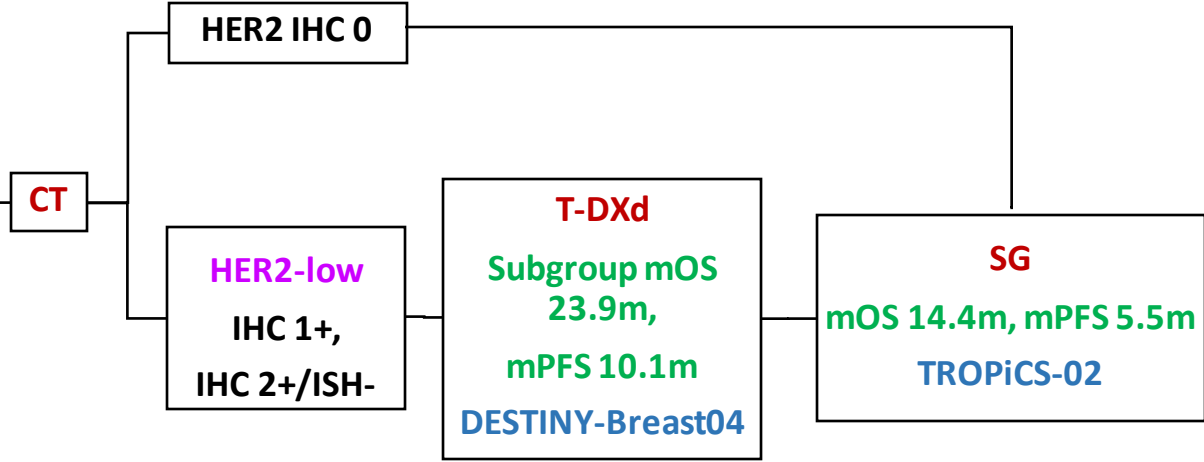 HER2 IHC 0
CT
HER2-low
IHC 1+,
IHC 2+/ISH-
T-DXd
Subgroup mOS
23.9m,
mPFS 10.1m
DESTINY-Breast04
SG
mOS 14.4m, mPFS 5.5m
TROPiCS-02